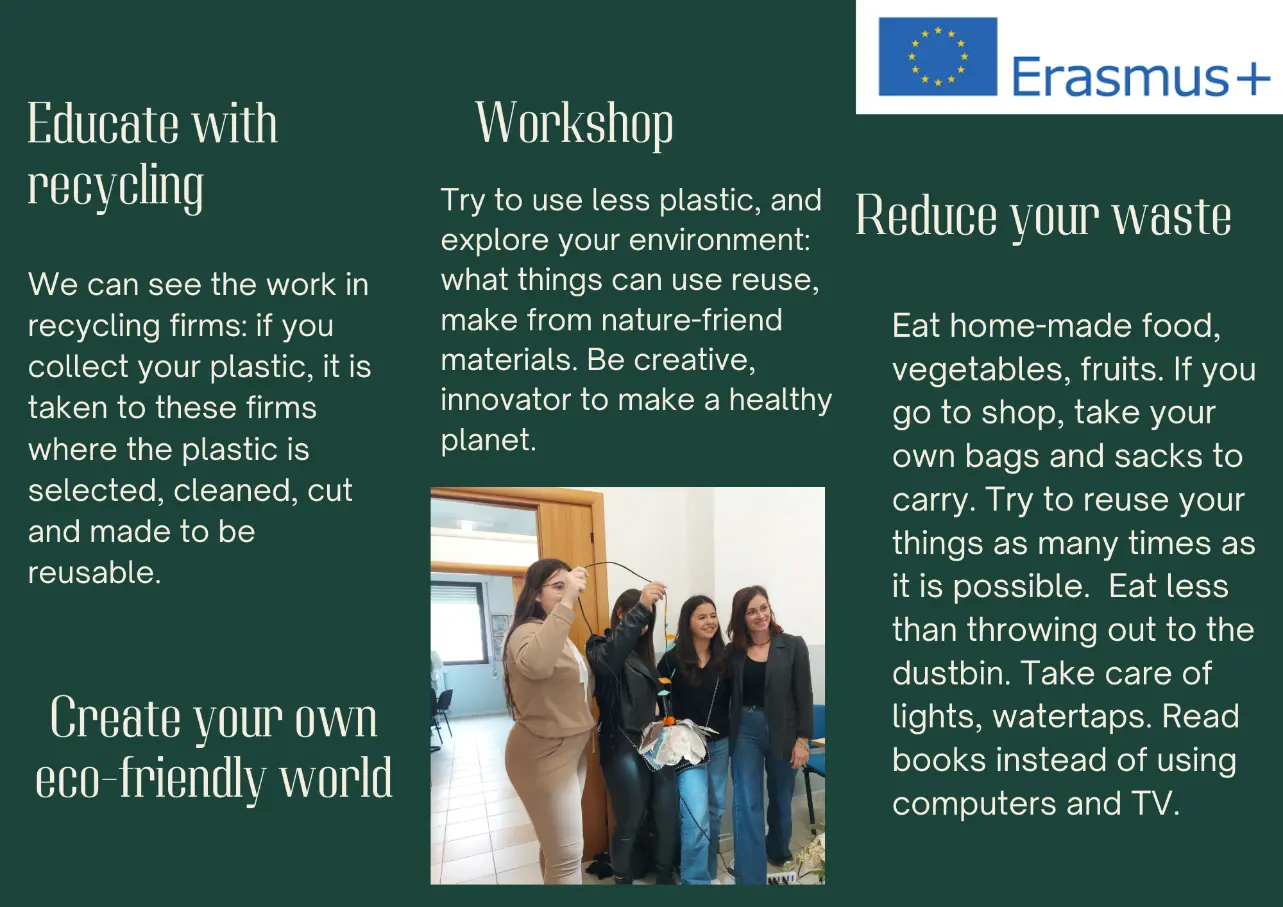 Educate with
recycling
We can see the work in
recycling firms: if you
collect your plastic, it is
taken to these firms
where the plastic is
selected, cleaned, cut
and made to be
reusable.
Create your own
eco-friendly world
Workshop
Try to use less plastic, and
explore your environment:
what things can use reuse,
make from nature-friend
materials. Be creative,
innovator to make a healthy
planet.
Erasmus+
Reduce your waste
Eat home-made food,
vegetables, fruits. If you
go to shop, take your
own bags and sacks to
carry. Try to reuse your
things as many times as
it is possible.  Eat less
than throwing out to the
dustbin. Take care of
lights, watertaps. Read
books instead of using
computers and TV.